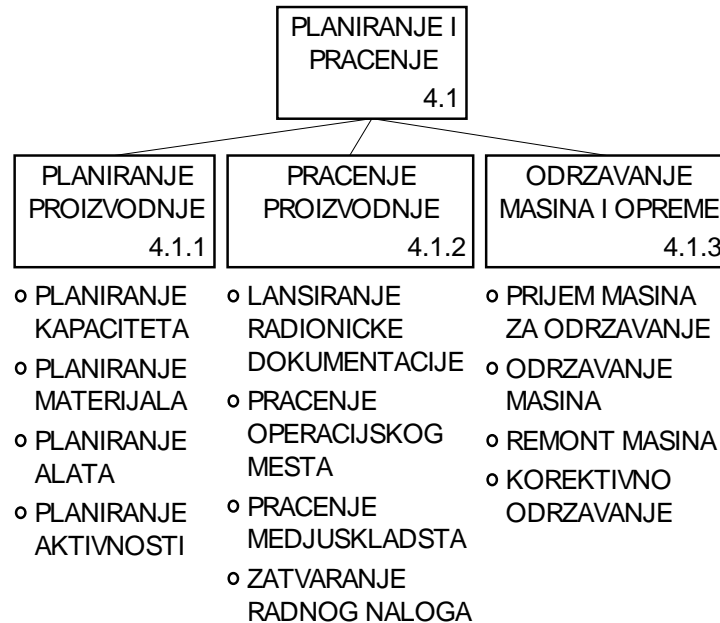 PLANIRANJE I
PRACENJE
4.1
PLANIRANJE
PROIZVODNJE
4.1.1
PLANIRANJE
KAPACITETA
PLANIRANJE
MATERIJALA
PLANIRANJE
ALATA
PLANIRANJE
AKTIVNOSTI
PRACENJE
PROIZVODNJE
4.1.2
LANSIRANJE
RADIONICKE
DOKUMENTACIJE
PRACENJE
OPERACIJSKOG
MESTA
PRACENJE
MEDJUSKLADSTA
ZATVARANJE
RADNOG NALOGA
ODRZAVANJE
MASINA I OPREME
4.1.3
PRIJEM MASINA
ZA ODRZAVANJE
ODRZAVANJE
MASINA
REMONT MASINA
KOREKTIVNO
ODRZAVANJE